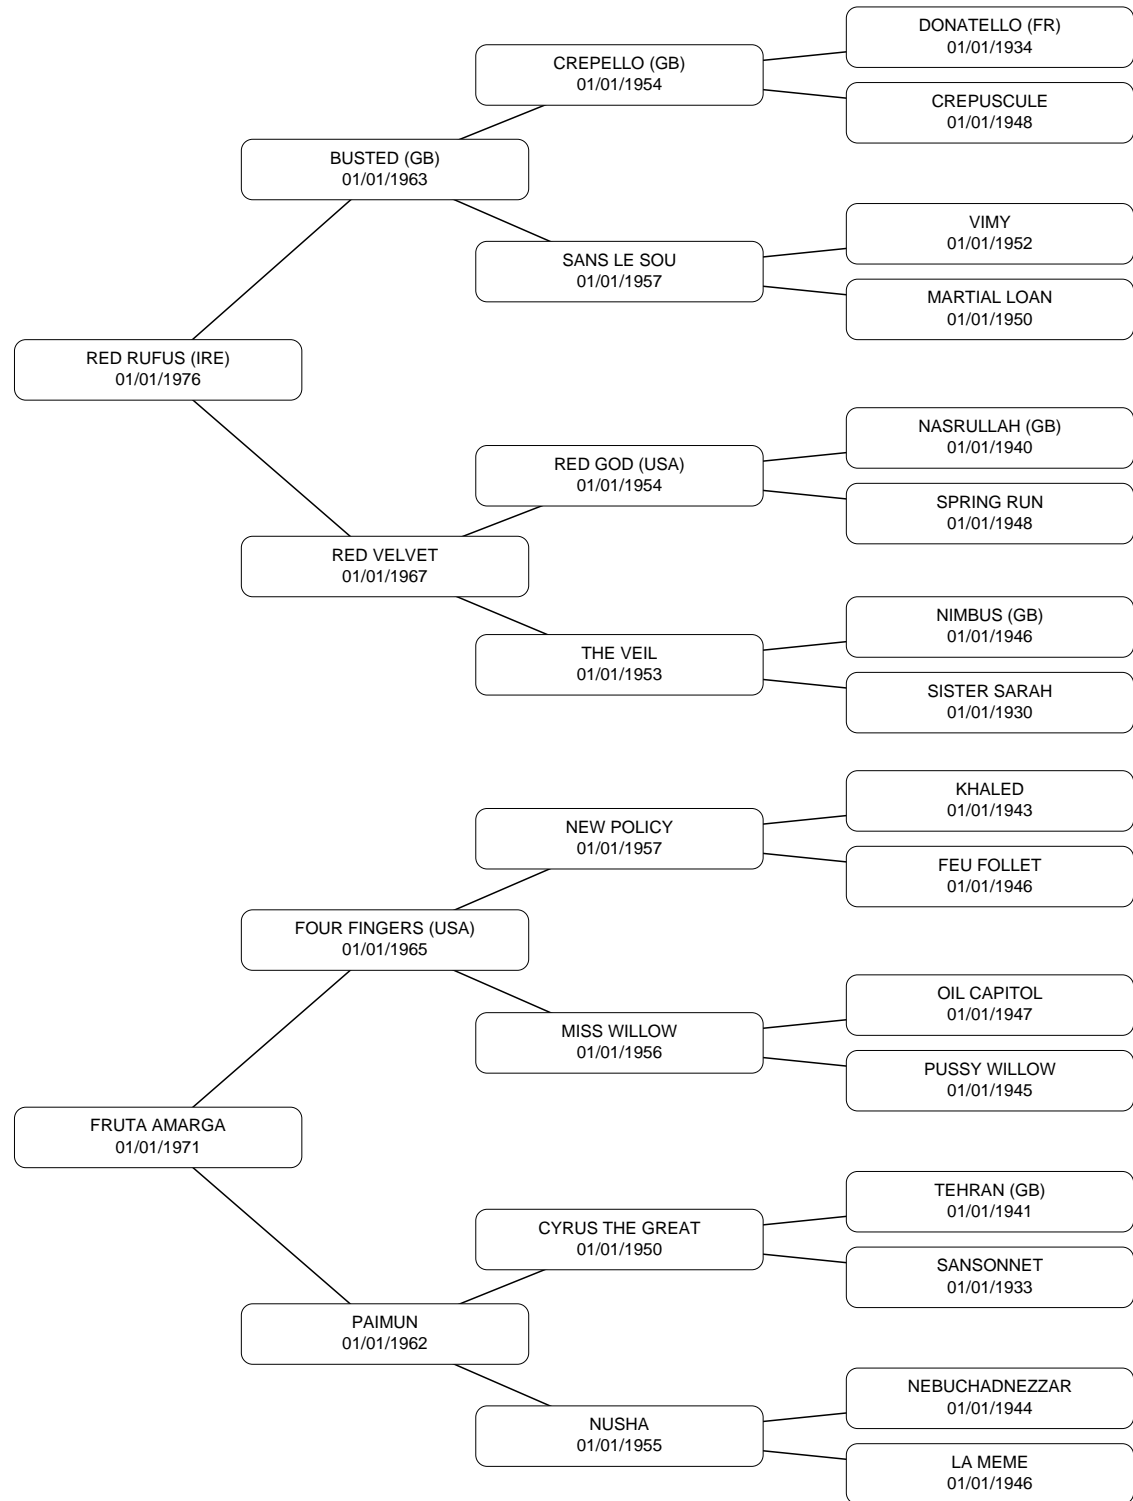 DONATELLO (FR)
01/01/1934
CREPELLO (GB)
01/01/1954
CREPUSCULE
01/01/1948
BUSTED (GB)
01/01/1963
VIMY
01/01/1952
SANS LE SOU
01/01/1957
MARTIAL LOAN
01/01/1950
RED RUFUS (IRE)
01/01/1976
NASRULLAH (GB)
01/01/1940
RED GOD (USA)
01/01/1954
SPRING RUN
01/01/1948
RED VELVET
01/01/1967
NIMBUS (GB)
01/01/1946
THE VEIL
01/01/1953
SISTER SARAH
01/01/1930
KHALED
01/01/1943
NEW POLICY
01/01/1957
FEU FOLLET
01/01/1946
FOUR FINGERS (USA)
01/01/1965
OIL CAPITOL
01/01/1947
MISS WILLOW
01/01/1956
PUSSY WILLOW
01/01/1945
FRUTA AMARGA
01/01/1971
TEHRAN (GB)
01/01/1941
CYRUS THE GREAT
01/01/1950
SANSONNET
01/01/1933
PAIMUN
01/01/1962
NEBUCHADNEZZAR
01/01/1944
NUSHA
01/01/1955
LA MEME
01/01/1946